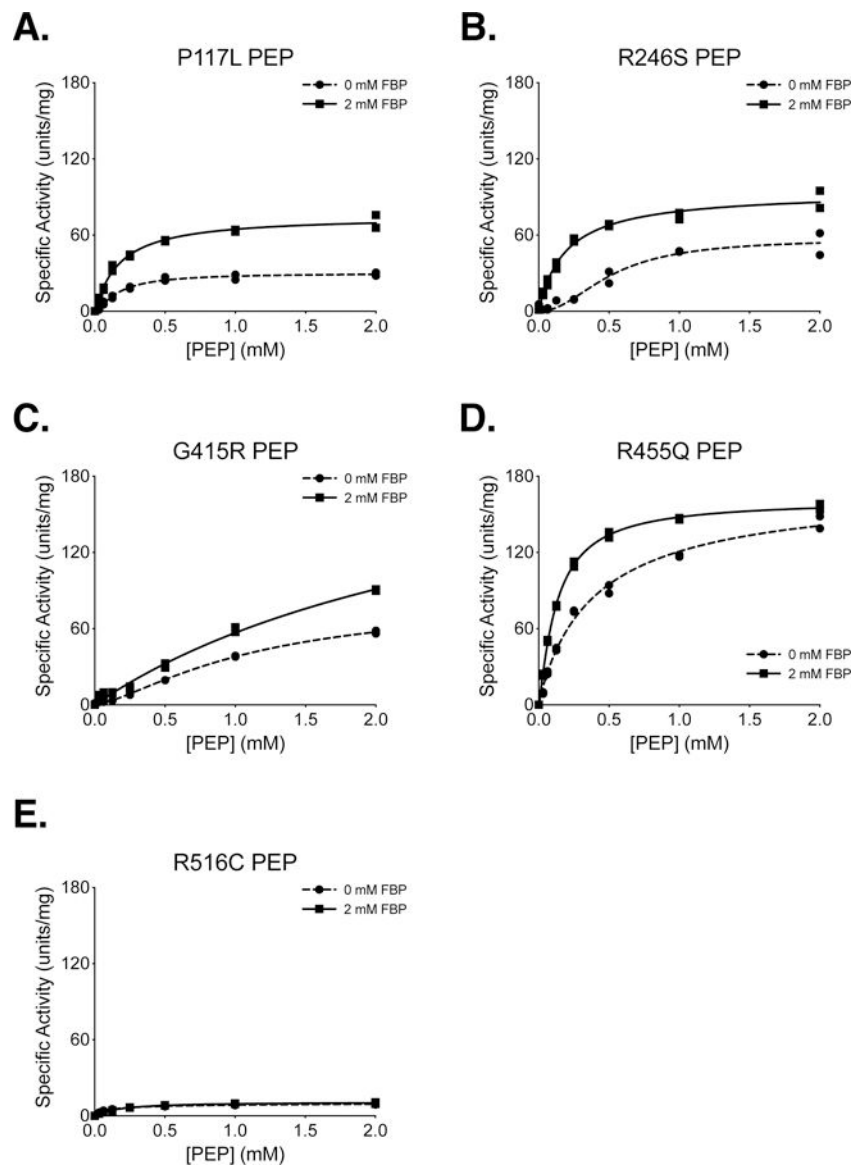 A.
P117L PEP
Specific Activity (units/mg)
180
120
60
0
0 mM FBP
2 mM FBP
0.0 0.5 1.0 1.5 2.0
[PEP] (mM)
B.
R246S PEP
Specific Activity (units/mg)
180
120
60
0
0 mM FBP
2 mM FBP
0.0 0.5 1.0 1.5 2.0
[PEP] (mM)
C.
G415R PEP
Specific Activity (units/mg)
180
120
60
0
0 mM FBP
2 mM FBP
0.0 0.5 1.0 1.5 2.0
[PEP] (mM)
D.
R455Q PEP
Specific Activity (units/mg)
180
120
60
0
0 mM FBP
2 mM FBP
0.0 0.5 1.0 1.5 2.0
[PEP] (mM)
E.
R516C PEP
Specific Activity (units/mg)
180
120
60
0
0 mM FBP
2 mM FBP
0.0 0.5 1.0 1.5 2.0
[PEP] (mM)